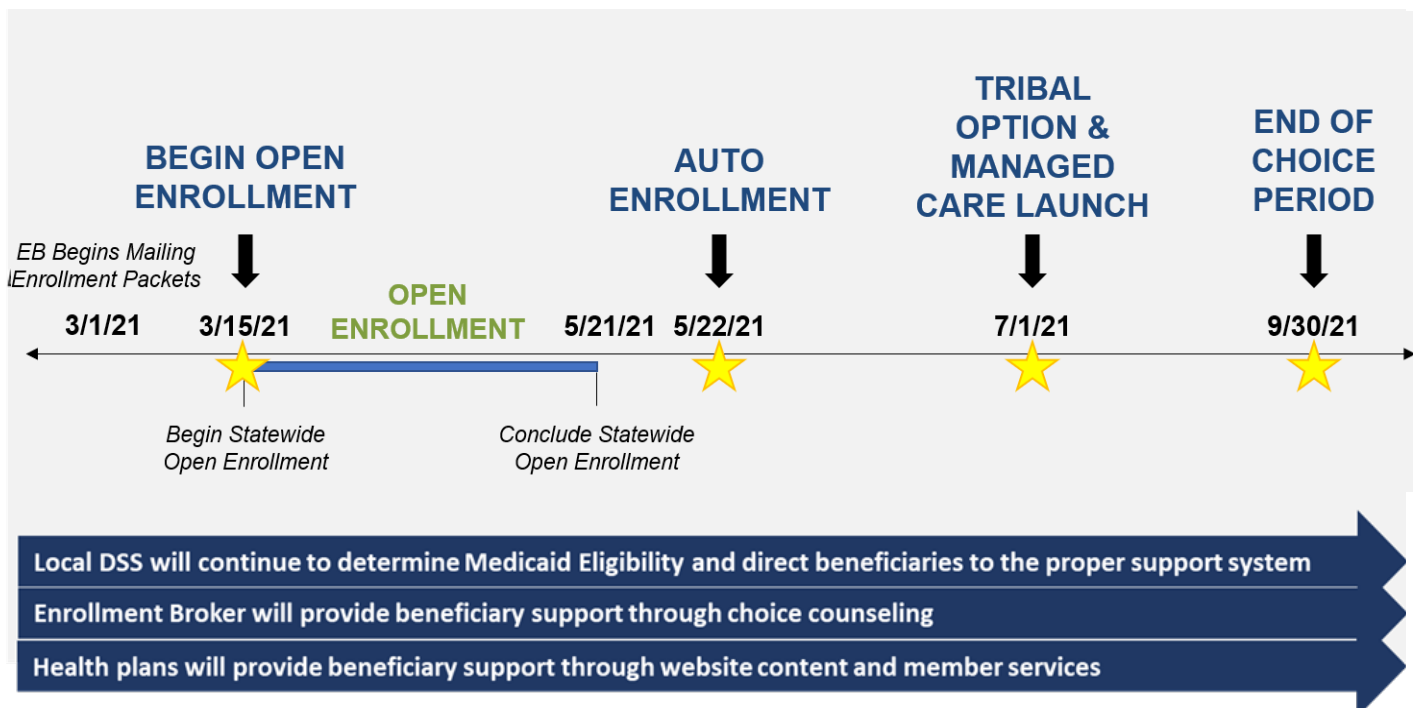 BEGIN OPEN
ENROLLMENT
AUTO
ENROLLMENT
TRIBAL
OPTION &
MANAGED
CARE LAUNCH
END OF
CHOICE
PERIOD
EB Begins Mailing
Enrollment Packets
OPEN
ENROLLMENT
3/1/21
3/15/21
5/21/21
5/22/21
7/1/21
9/30/21
Begin Statewide
Open Enrollment
Conclude Statewide
Open Enrollment
Local DSS will continue to determine Medicaid Eligibility and direct beneficiaries to the proper support system
Enrollment Broker will provide beneficiary support through choice counseling
Health plans will provide beneficiary support through website content and member services